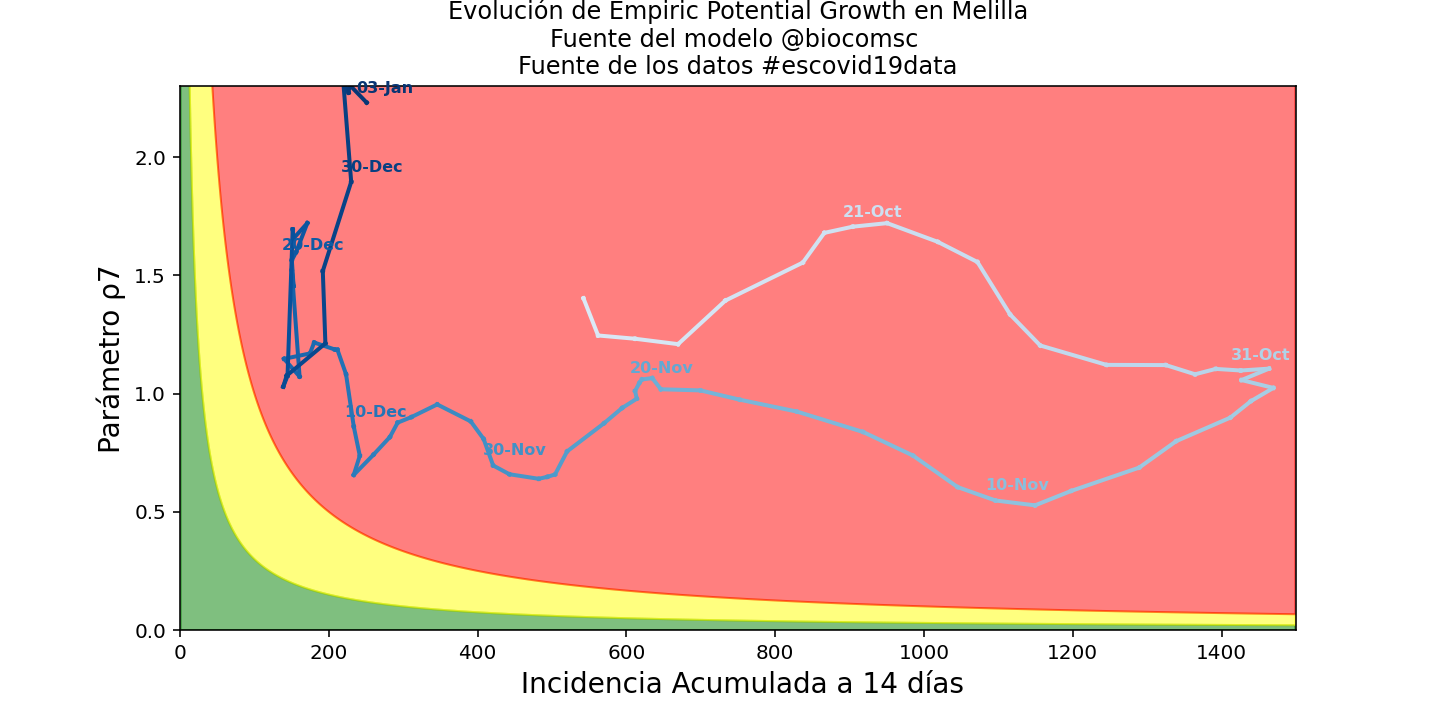 Evolución de Empiric Potential Growth en Melilla
Fuente del modelo @biocomsc
Fuente de los datos #escovid19data
03-Jan
2.0
30-Dec
21-Oct
20-Dec
1.5
31-Oct
20-Nov
1.0
10-Dec
30-Nov
10-Nov
0.5
0.0
Parámetro ρ7
0
200
400
600
800
1000
1200
1400
Incidencia Acumulada a 14 días